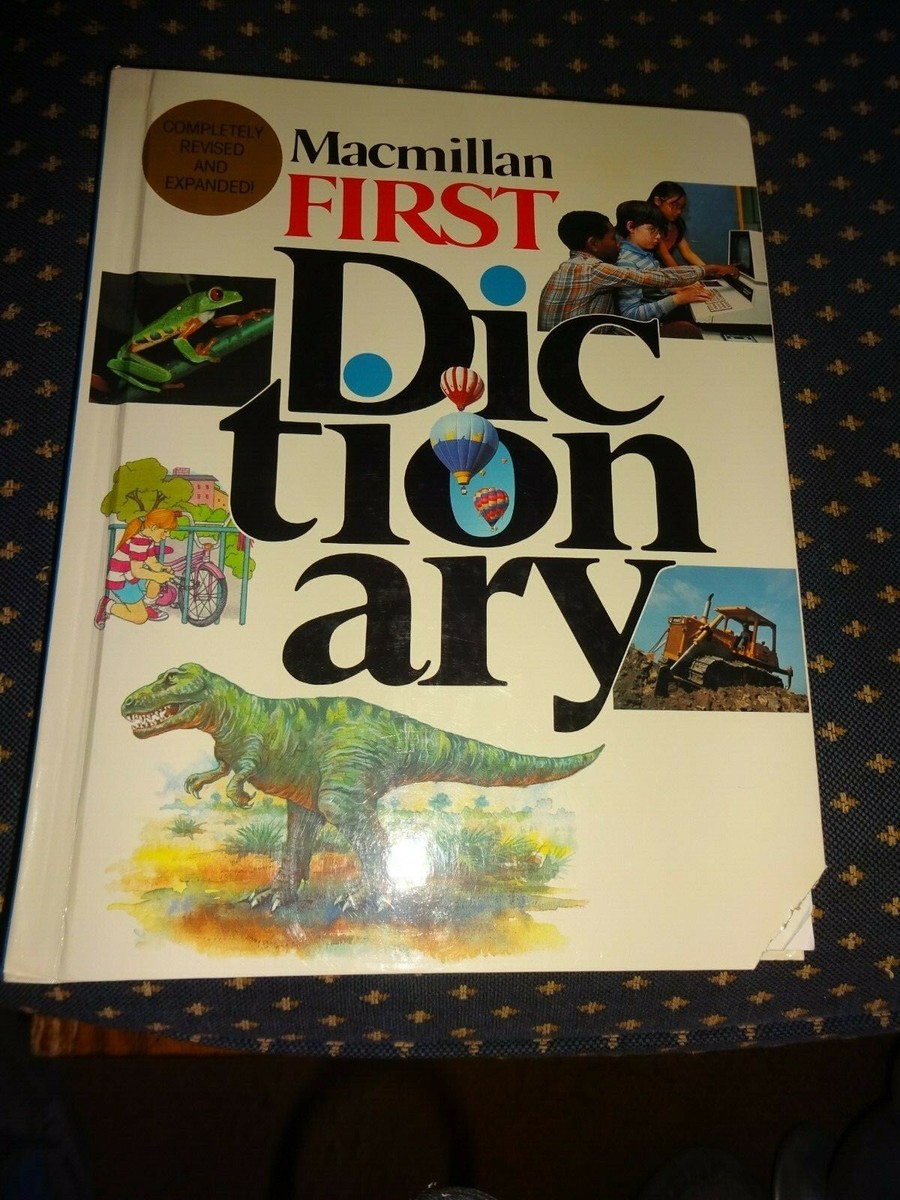 COMPLETELY
REVISED
AND
EXPANDED!
Macmillan
FIRST
Dic
tion
ary